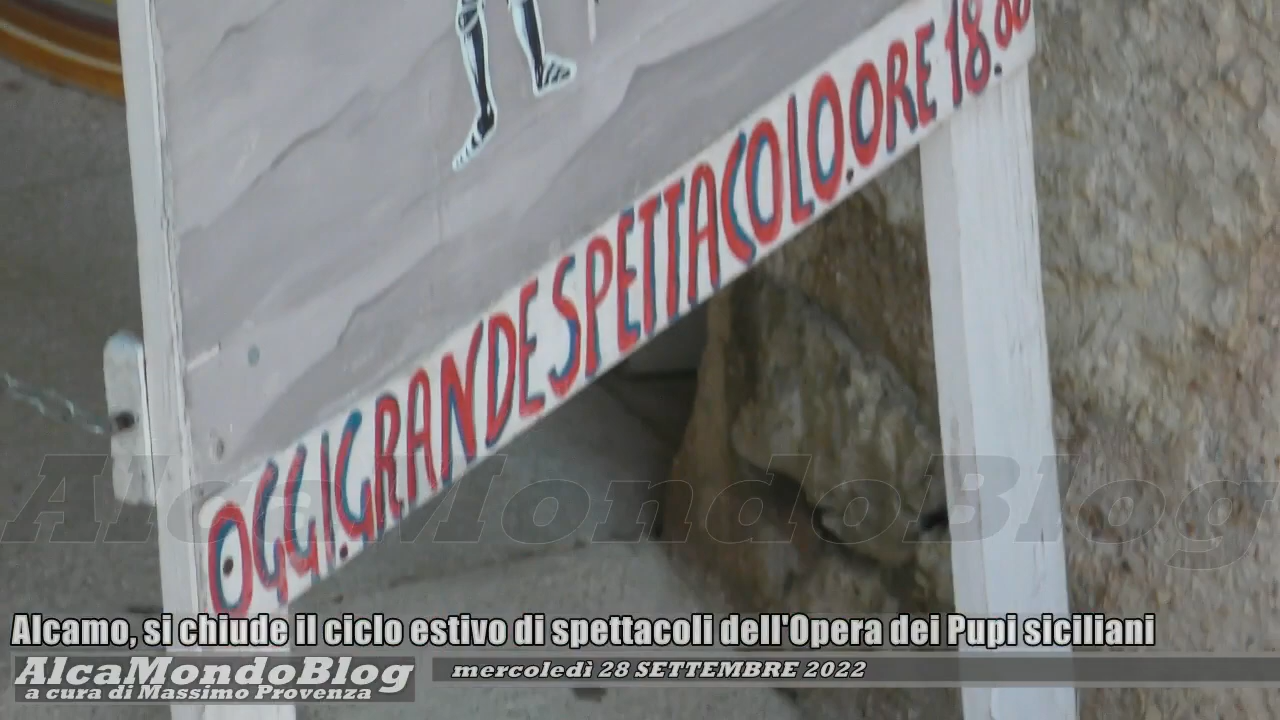 OGGI.GRANDE SPETTACOLO.ORE 18.00
AlcaMondoBlog
Alcamo, si chiude il ciclo estivo di spettacoli dell'Opera dei Pupi siciliani
AlcaMondoBlog
mercoledì 28 SETTEMBRE 2022
a cura di Massimo Provenza